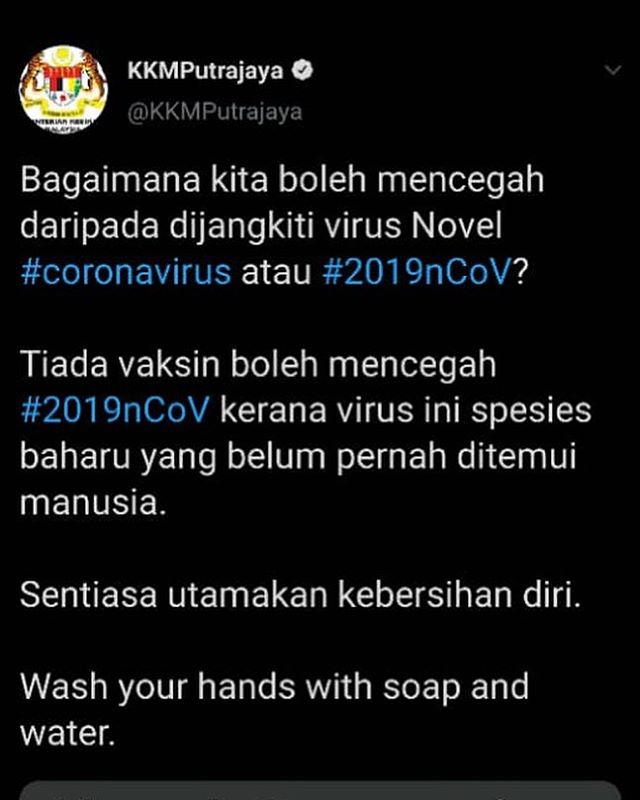 KKMPutrajaya
@KKMPutrajaya
Bagaimana kita boleh mencegah
daripada dijangkiti virus Novel
#coronavirus atau #2019nCoV?
Tiada vaksin boleh mencegah
#2019nCoV kerana virus ini spesies
baharu yang belum pernah ditemui
manusia.
Sentiasa utamakan kebersihan diri.
Wash your hands with soap and
water.